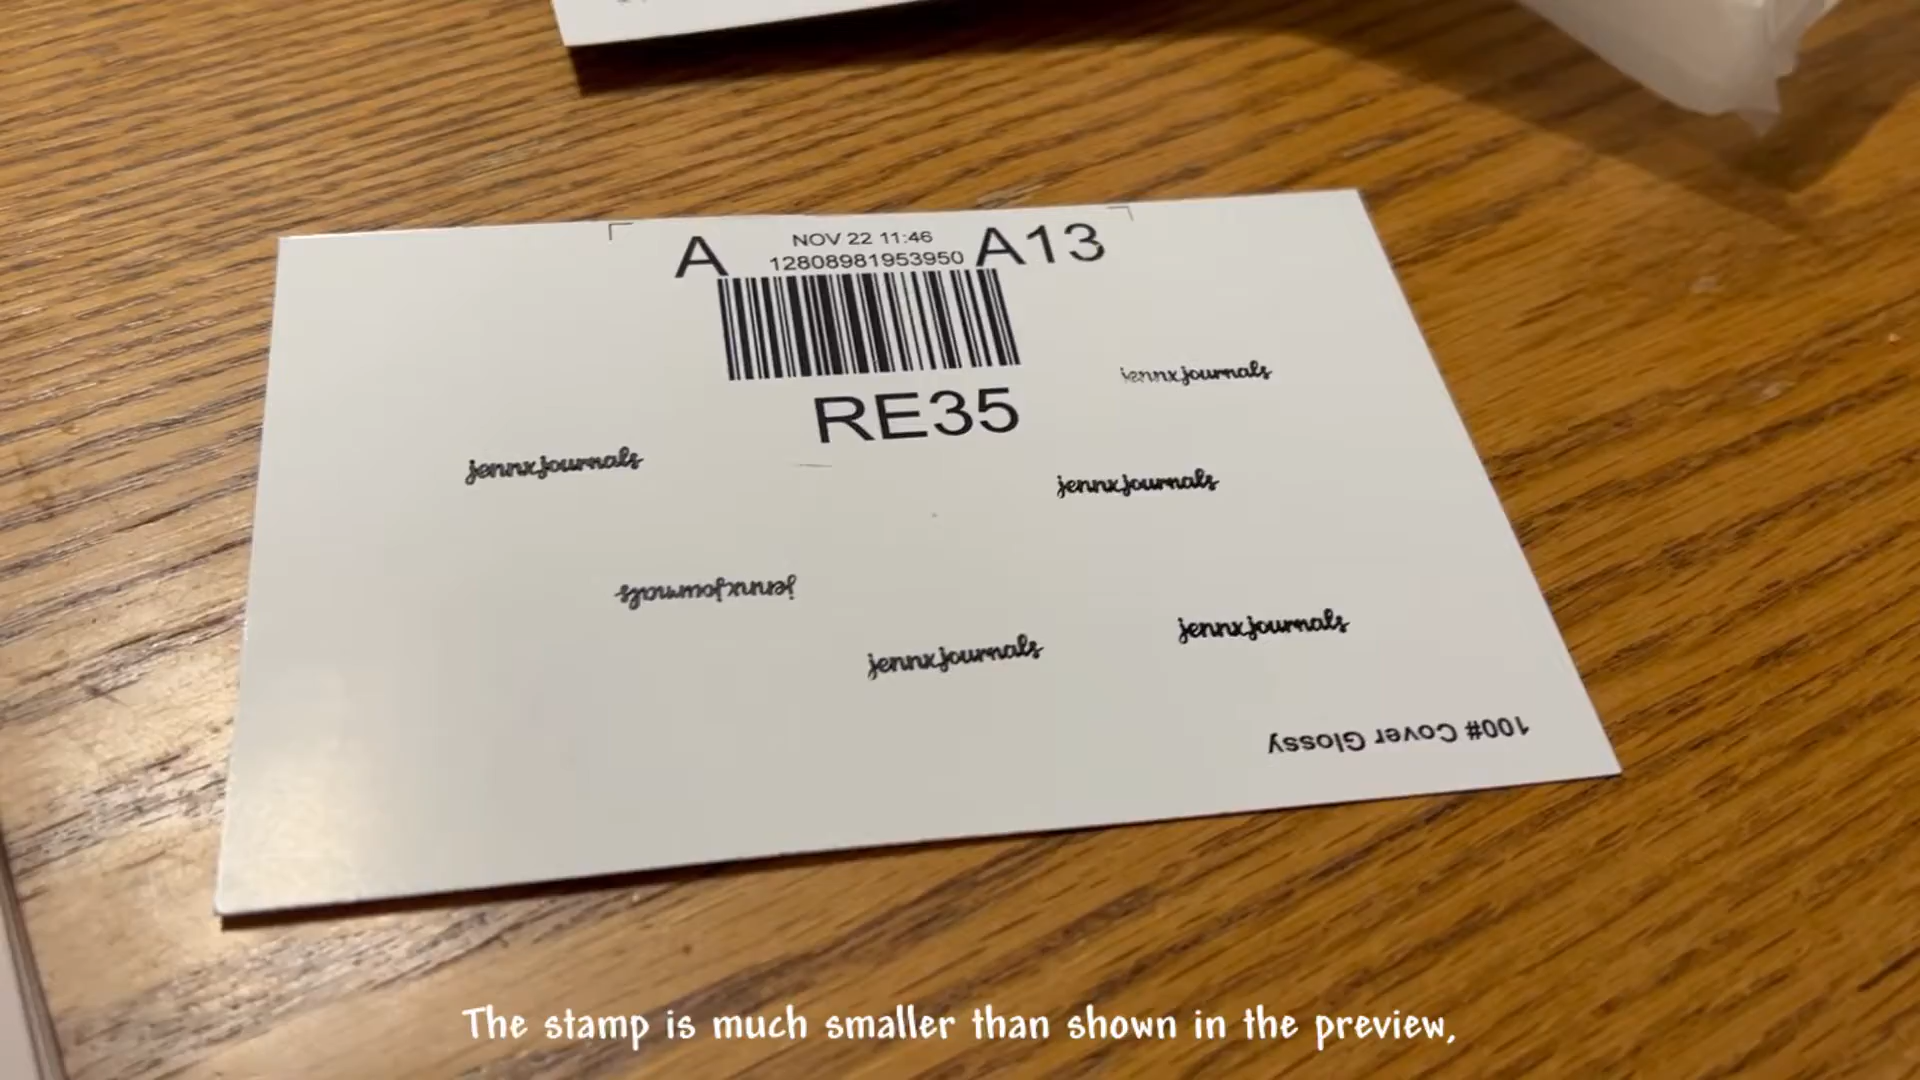 A NOV 22 11:46 A13
12808981953950
RE35
jennxjournals
jennxjournals
jennxjournals
jennxjournals
jennxjournals
jennxjournals
100# Cover Glossy
The stamp is much smaller than shown in the preview,